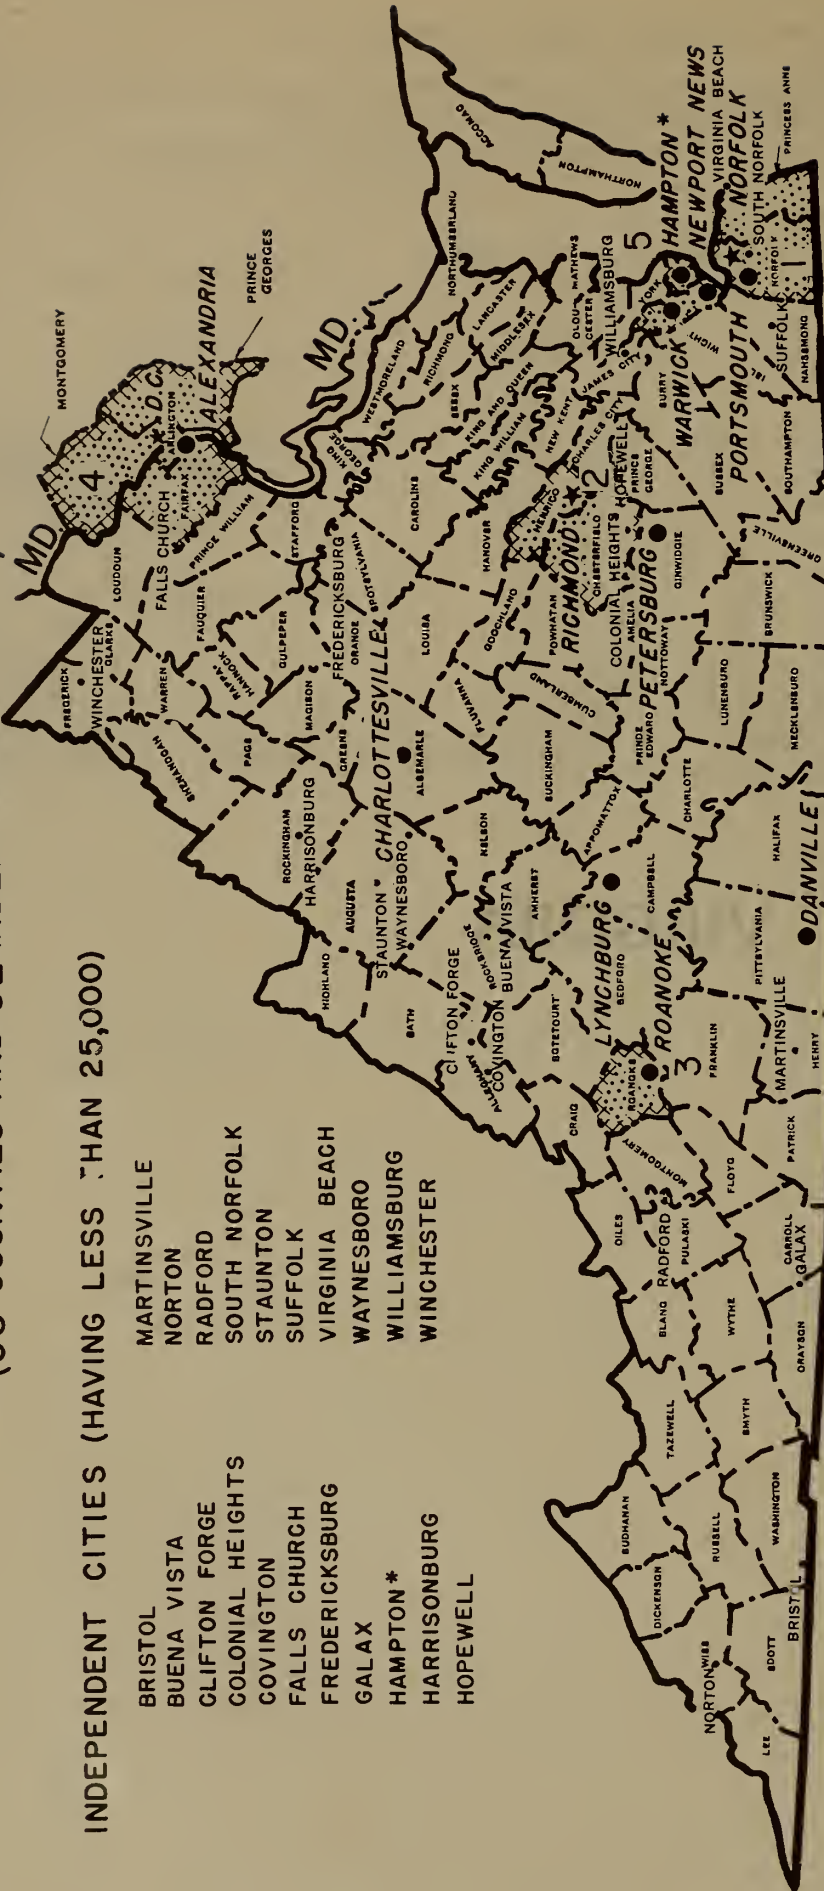 INDEPENDENT CITIES (HAVING LESS THAN 25,000)
BRISTOL
BUENA VISTA
CLIFTON FORGE
COLONIAL HEIGHTS
COVINGTON
FALLS CHURCH
FREDERICKSBURG
GALAX
HAMPTON*
HARRISONBURG
HOPEWELL
MARTINSVILLE
NORTON
RADFORD
SOUTH NORFOLK
STAUNTON
SUFFOLK
VIRGINIA BEACH
WAYNESBORO
WILLIAMSBURG
WINCHESTER
MONTGOMERY
PRINCE
GEORGES
MD.
MD
4
D.C.
ARLINGTON
ALEXANDRIA
FAIRFAX
FALLS CHURCH
LOUDOUN
FREDERICK
WINCHESTER
CLARKE
WARREN
FAUQUIER
PRINCE WILLIAM
STAFFORD
SHENANDOAH
PAGE
RAPPA-
HANNOCK
CULPEPER
MADISON
GREENE
ORANGE
FREDERICKSBURG
SPOTSYLVANIA
KING
GEORGE
WESTMORELAND
RICHMOND
NORTHUMBERLAND
LANCASTER
ESSEX
MIDDLESEX
MATHEWS
GLOU-
CESTER
KING AND QUEEN
KING WILLIAM
NEW KENT
JAMES CITY
CHARLES CITY
CAROLINE
HANOVER
LOUISA
GOOCHLAND
HENRICO
POWHATAN
RICHMOND
2
CHESTERFIELD
COLONIAL HEIGHTS
HOPEWELL
PRINCE
GEORGE
AMELIA
PETERSBURG
DINWIDDIE
NOTTOWAY
ROCKINGHAM
HARRISONBURG
AUGUSTA
STAUNTON
WAYNESBORO
CHARLOTTESVILLE
ALBEMARLE
FLUVANNA
CUMBERLAND
BUCKINGHAM
NELSON
APPOMATTOX
PRINCE
EDWARD
HIGHLAND
BATH
CLIFTON FORGE
ROCKBRIDGE
ALLEGHANY
COVINGTON
BUENA VISTA
AMHERST
BOTETOURT
LYNCHBURG
BEDFORD
CAMPBELL
CHARLOTTE
LUNENBURG
BRUNSWICK
MECKLENBURG
HALIFAX
PITTSYLVANIA
DANVILLE
MARTINSVILLE
HENRY
FRANKLIN
ROANOKE
3
ROANOKE
CRAIG
MONTGOMERY
FLOYD
PATRICK
GILES
RADFORD
PULASKI
CARROLL
GALAX
BLAND
WYTHE
GRAYSON
TAZEWELL
SMYTH
BUCHANAN
DICKENSON
RUSSELL
WASHINGTON
BRISTOL
NORTON
WISE
SCOTT
LEE
ACCOMAC
NORTHAMPTON
WILLIAMSBURG
5
YORK
HAMPTON*
NEWPORT NEWS
VIRGINIA BEACH
NORFOLK
SOUTH NORFOLK
PRINCESS ANNE
NORFOLK
1
WARWICK
PORTSMOUTH
SUFFOLK
NANSEMOND
ISL
WIGHT
SURRY
SUSSEX
SOUTHAMPTON
GREENSVILLE